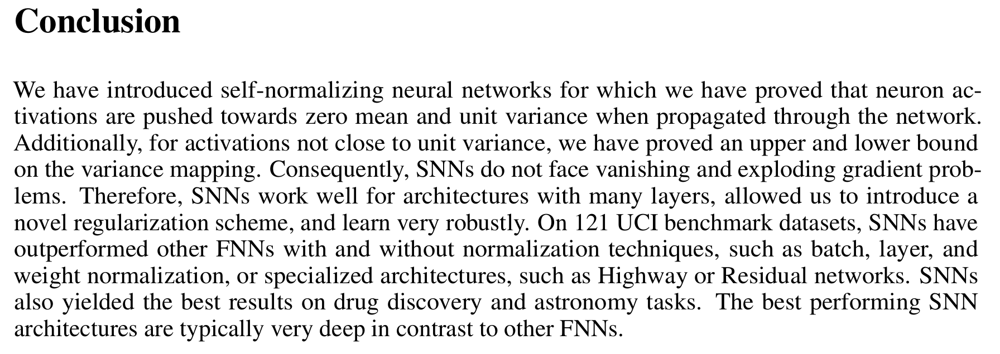 Conclusion
We have introduced self-normalizing neural networks for which we have proved that neuron ac-
tivations are pushed towards zero mean and unit variance when propagated through the network.
Additionally, for activations not close to unit variance, we have proved an upper and lower bound
on the variance mapping. Consequently, SNNs do not face vanishing and exploding gradient prob-
lems. Therefore, SNNs work well for architectures with many layers, allowed us to introduce a
novel regularization scheme, and learn very robustly. On 121 UCI benchmark datasets, SNNs have
outperformed other FNNs with and without normalization techniques, such as batch, layer, and
weight normalization, or specialized architectures, such as Highway or Residual networks. SNNs
also yielded the best results on drug discovery and astronomy tasks. The best performing SNN
architectures are typically very deep in contrast to other FNNs.